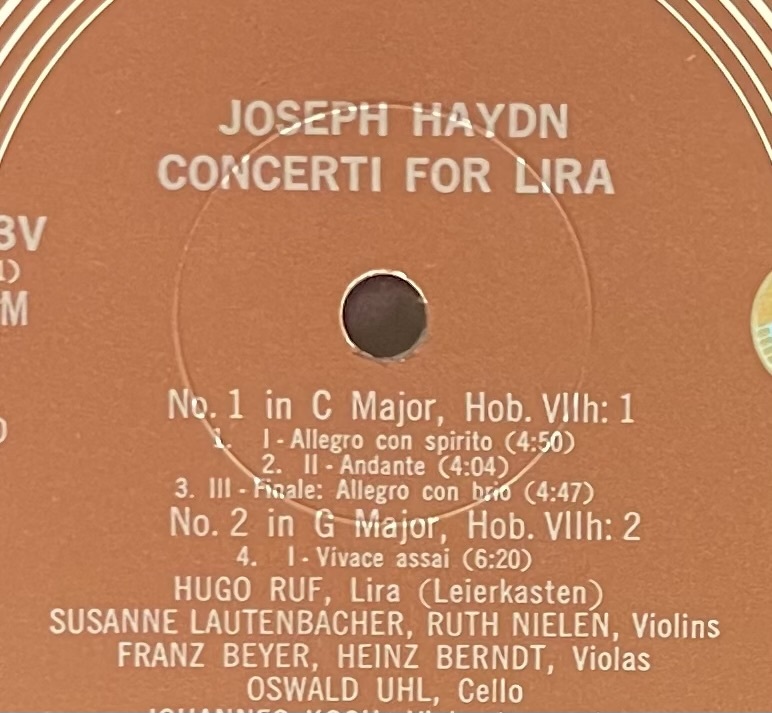 JOSEPH HAYDN
CONCERTI FOR LIRA
3V
1)
M
No. 1 in C Major, Hob. VIIh: 1
1. I - Allegro con spirito (4:50)
2. II - Andante (4:04)
3. III - Finale: Allegro con brio (4:47)
No. 2 in G Major, Hob. VIIh: 2
4. I - Vivace assai (6:20)
HUGO RUF, Lira (Leierkasten)
SUSANNE LAUTENBACHER, RUTH NIELEN, Violins
FRANZ BEYER, HEINZ BERNDT, Violas
OSWALD UHL, Cello